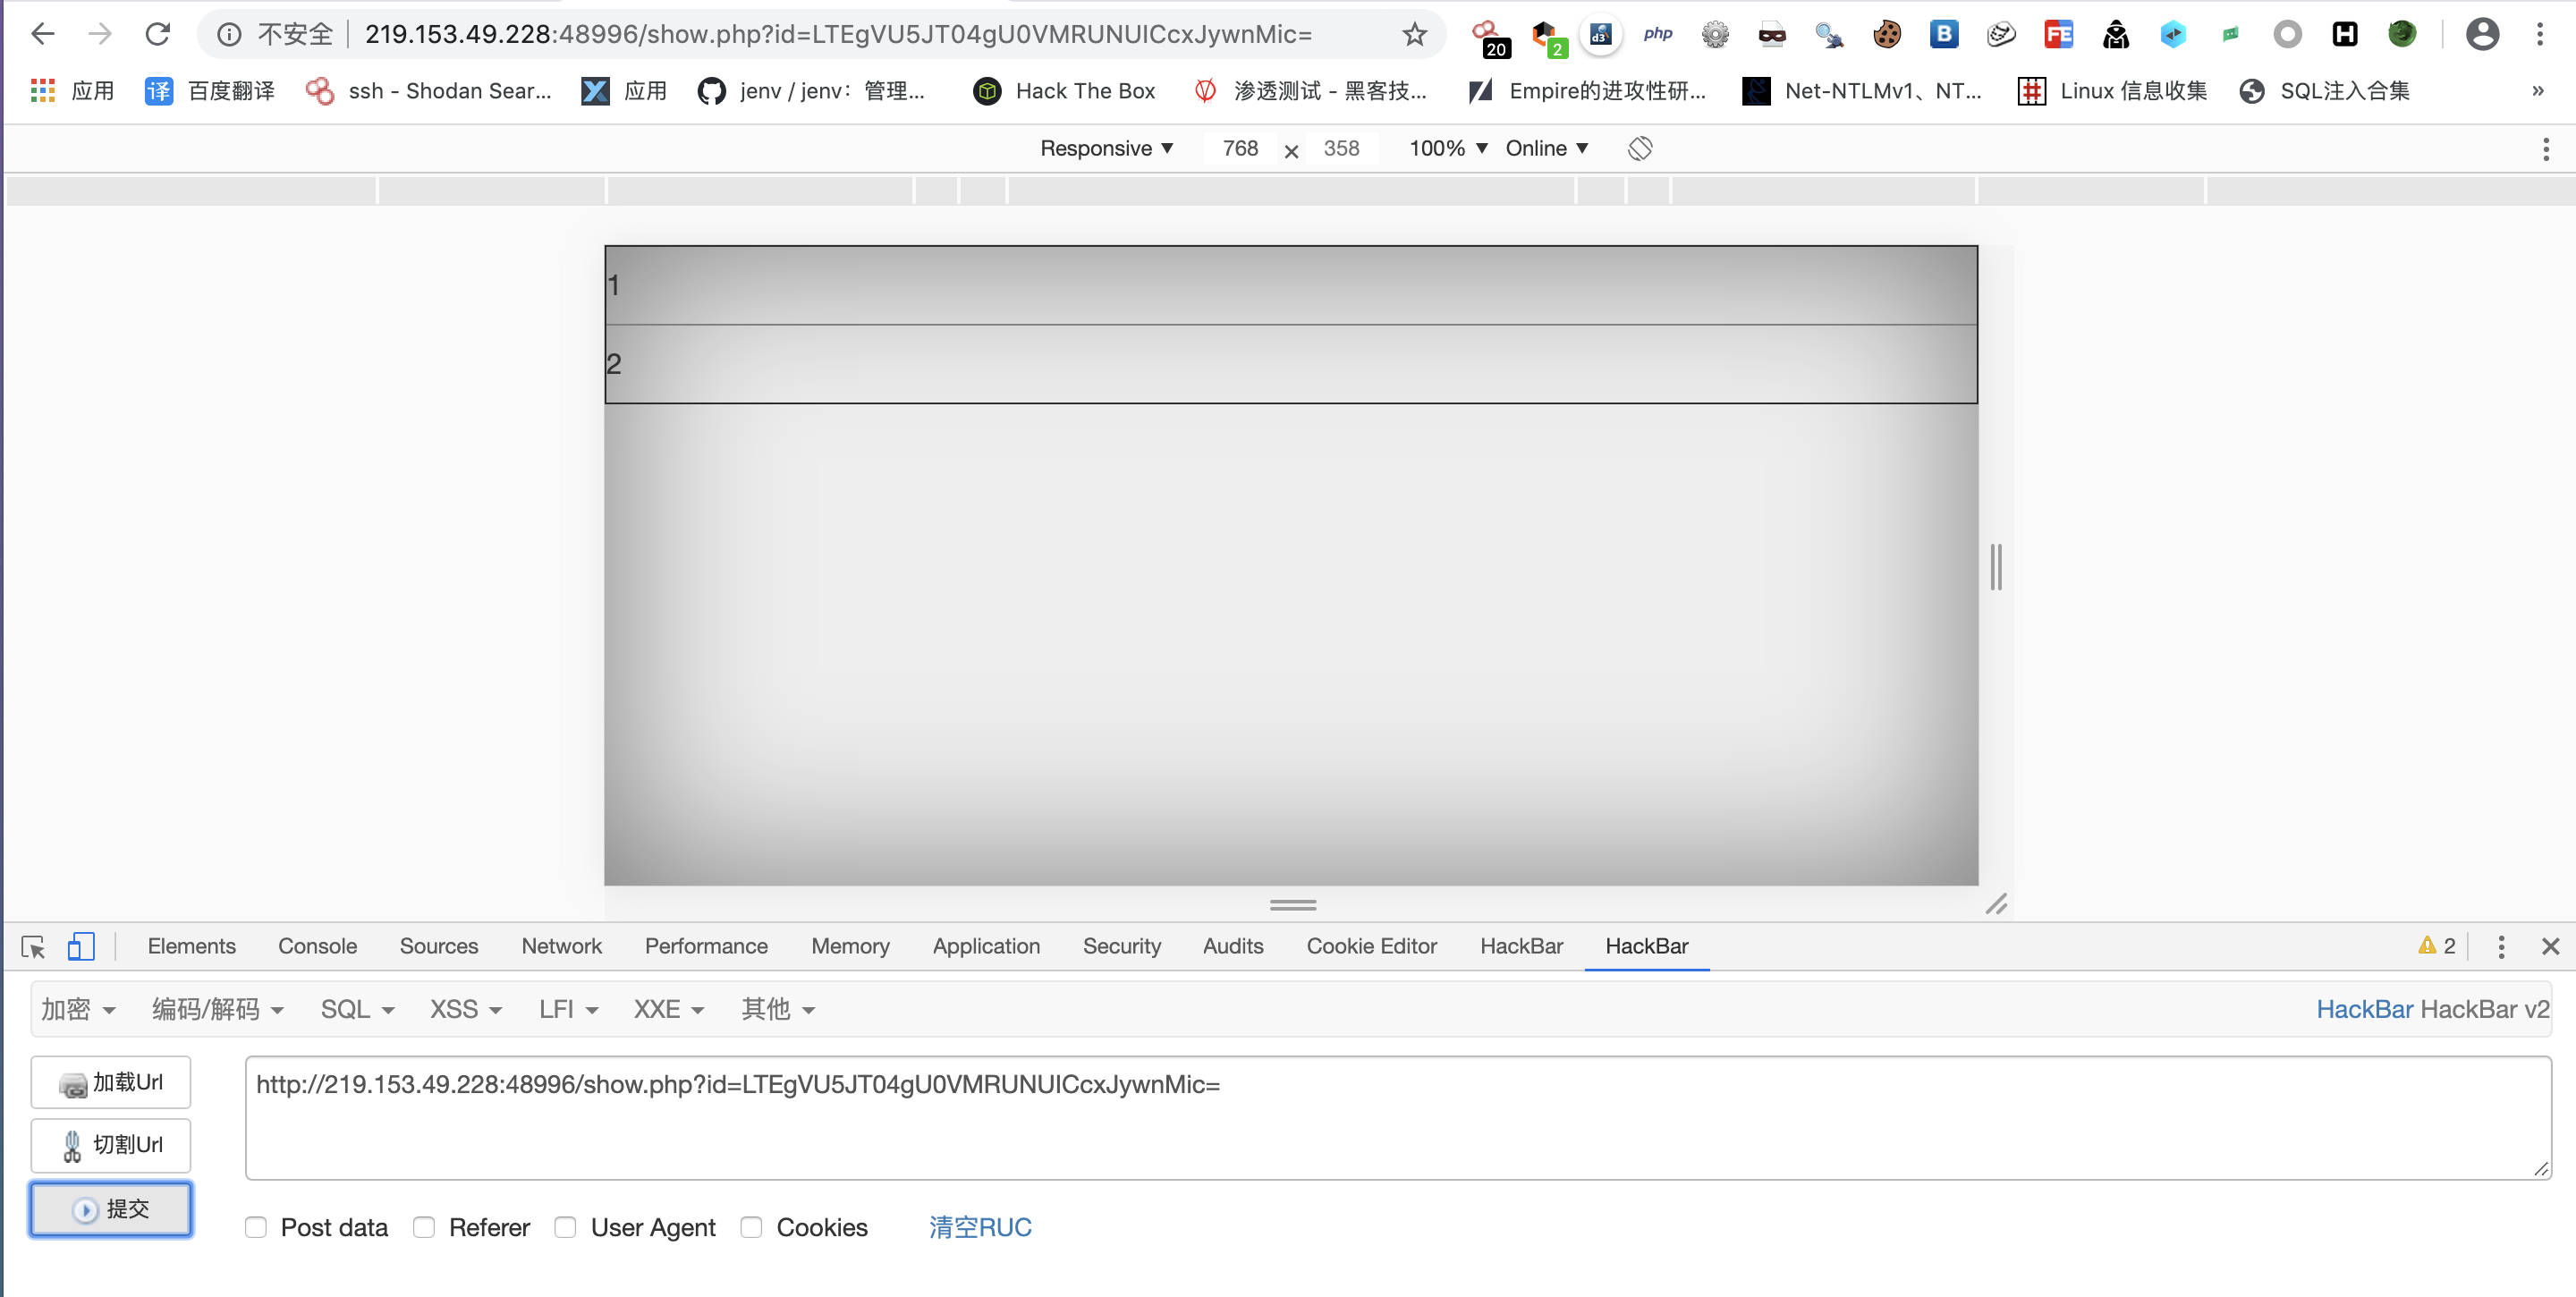 不安全 219.153.49.228:48996/show.php?id=LTEgVU5JT04gU0VMRUNUICcxJywnMic=
20 2 d3 php B FE H
应用 译 百度翻译 ssh - Shodan Sear... 应用 jenv / jenv: 管理... Hack The Box 渗透测试 - 黑客技... Empire的进攻性研... Net-NTLMv1、NT... Linux 信息收集 SQL注入合集 »
Responsive 768 × 358 100% Online
1
2
Elements Console Sources Network Performance Memory Application Security Audits Cookie Editor HackBar HackBar 2
加密 编码/解码 SQL XSS LFI XXE 其他 HackBar HackBar v2
加载Url http://219.153.49.228:48996/show.php?id=LTEgVU5JT04gU0VMRUNUICcxJywnMic=
切割Url
提交
Post data Referer User Agent Cookies 清空RUC